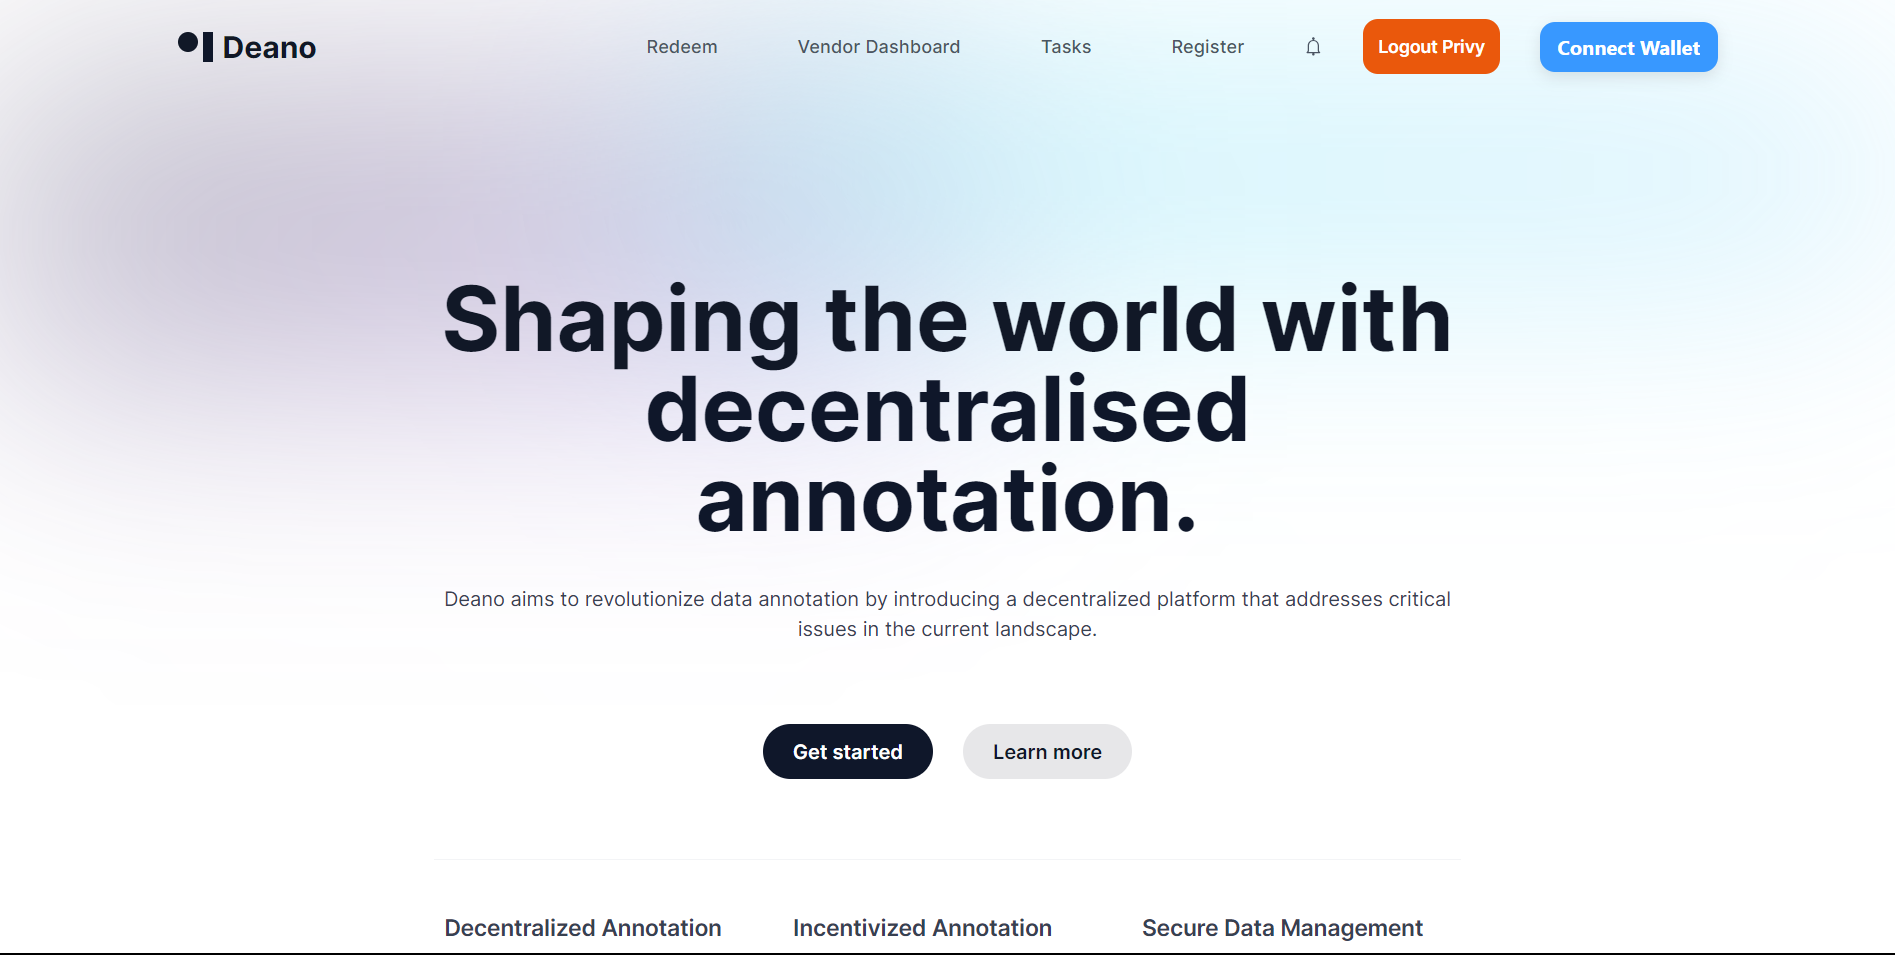 Deano
Redeem
Vendor Dashboard
Tasks
Register
Logout Privy
Connect Wallet
Shaping the world with
decentralised
annotation.
Deano aims to revolutionize data annotation by introducing a decentralized platform that addresses critical
issues in the current landscape.
Get started
Learn more
Decentralized Annotation
Incentivized Annotation
Secure Data Management